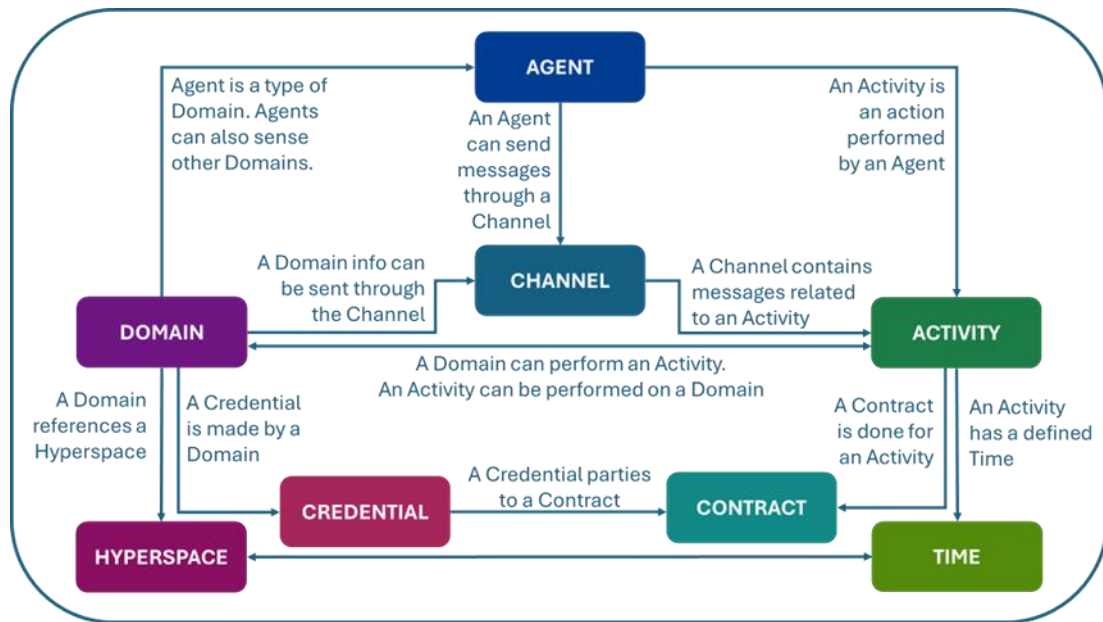 AGENT
Agent is a type of
Domain. Agents
can also sense
other Domains.
An Agent
can send
messages
through a
Channel
An Activity is
an action
performed
by an Agent
A Domain info can
be sent through
the Channel
CHANNEL
A Channel contains
messages related
to an Activity
DOMAIN
ACTIVITY
A Domain can perform an Activity.
An Activity can be performed on a Domain
A Domain
references a
Hyperspace
A Credential
is made by a
Domain
A Contract
is done for
an Activity
An Activity
has a defined
Time
CREDENTIAL
A Credential parties
to a Contract
CONTRACT
HYPERSPACE
TIME